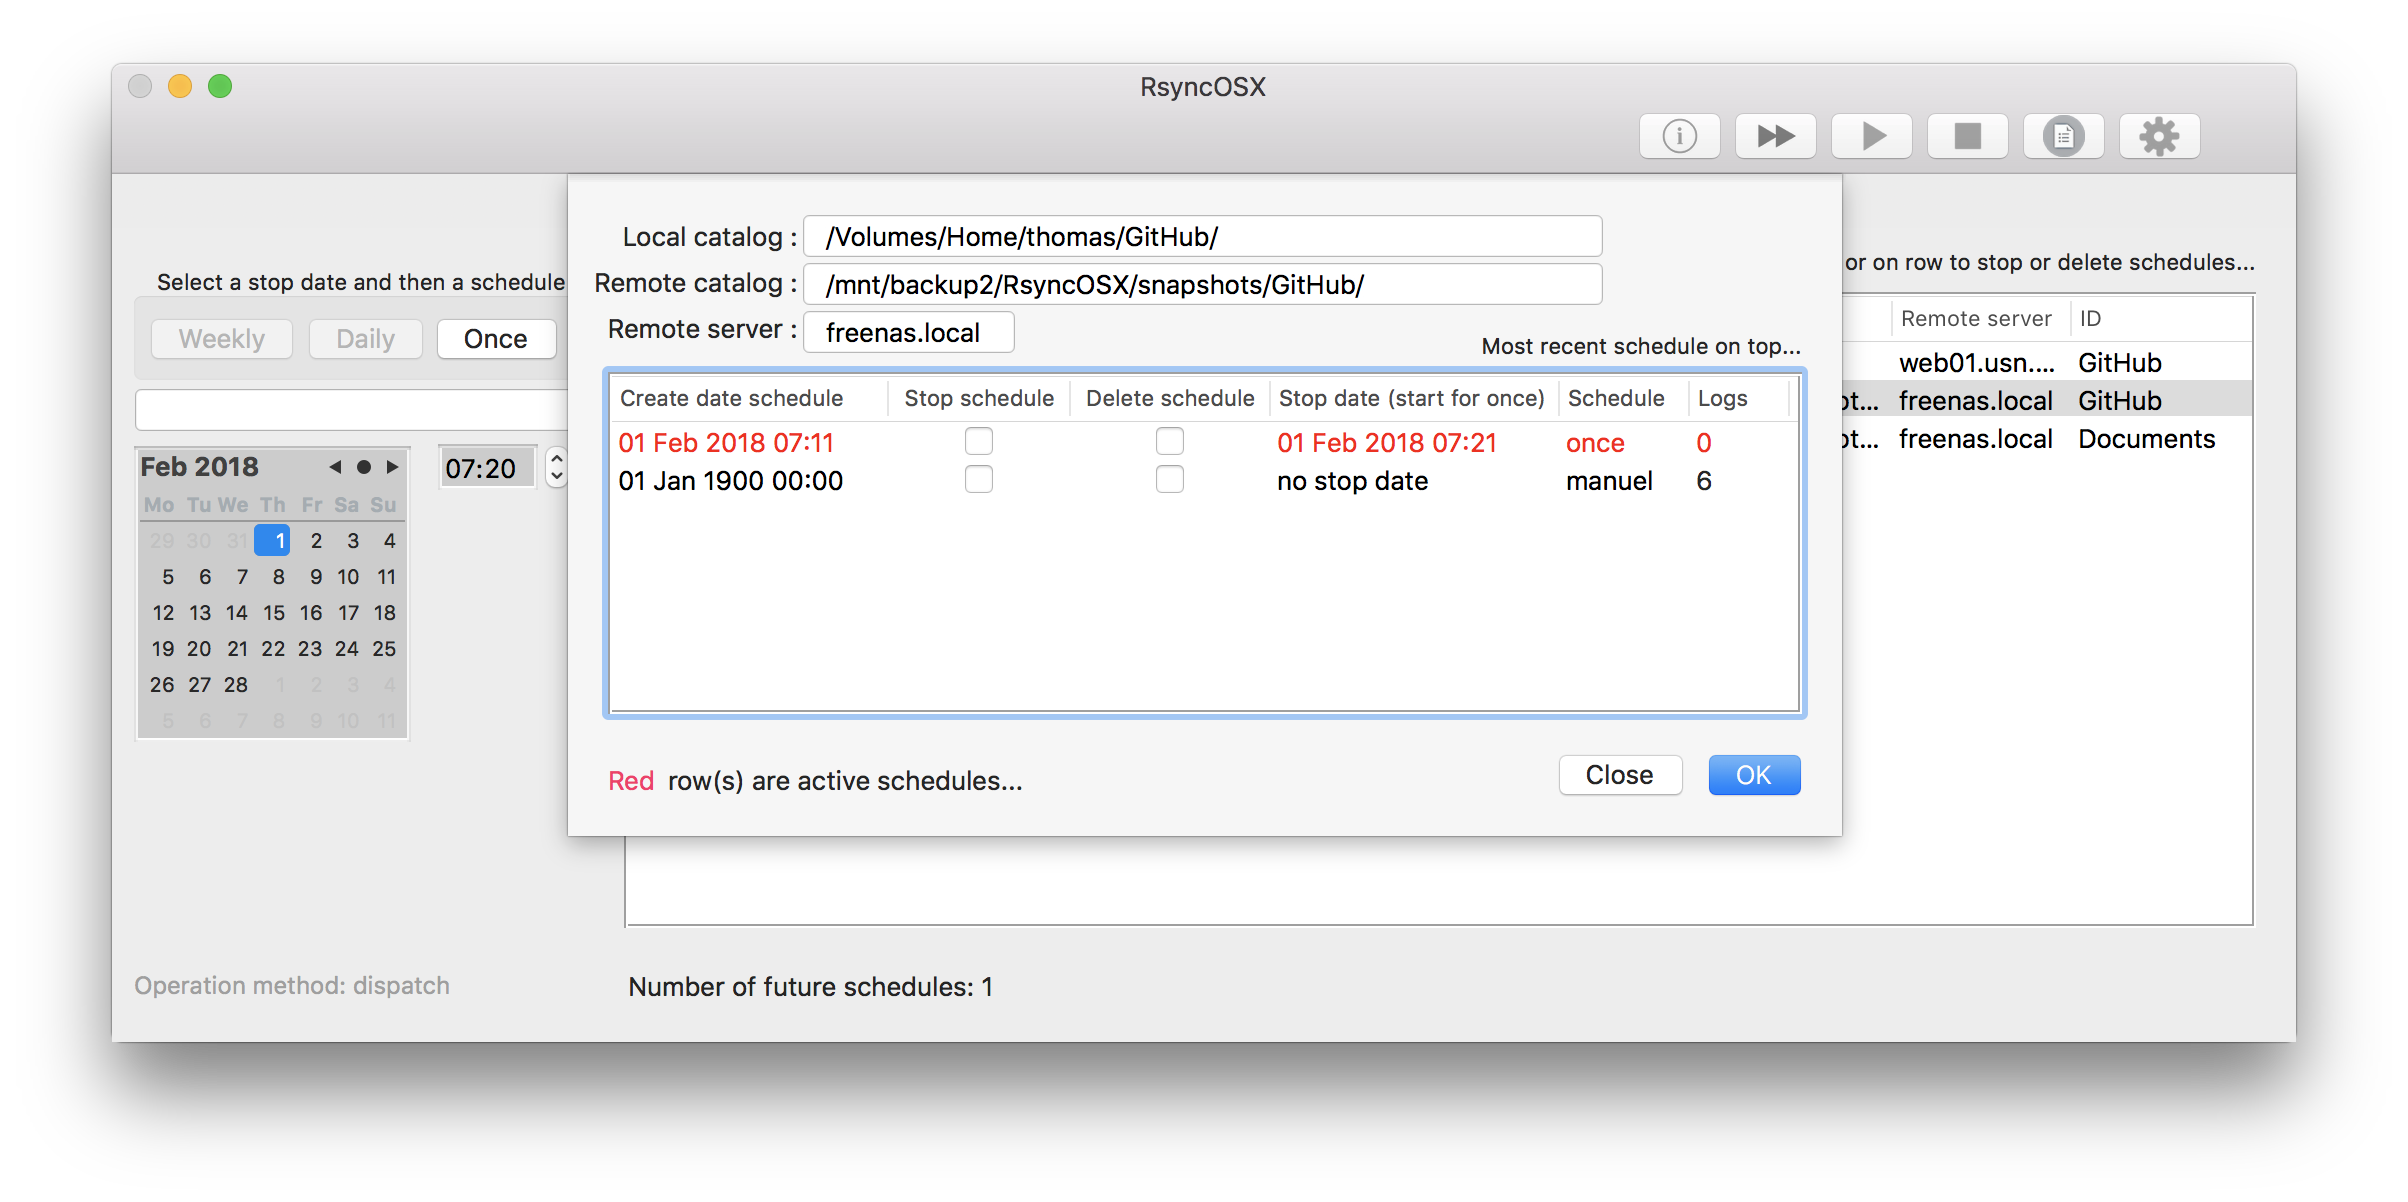 RsyncOSX
Local catalog : /Volumes/Home/thomas/GitHub/
Remote catalog : /mnt/backup2/RsyncOSX/snapshots/GitHub/
Remote server : freenas.local
Most recent schedule on top...
Create date schedule Stop schedule Delete schedule Stop date (start for once) Schedule Logs
01 Feb 2018 07:11 01 Feb 2018 07:21 once 0
01 Jan 1900 00:00 no stop date manuel 6
Red row(s) are active schedules...
Close OK
Select a stop date and then a schedule
Weekly Daily Once
Feb 2018
07:20
Mo Tu We Th Fr Sa Su
29 30 31 1 2 3 4
5 6 7 8 9 10 11
12 13 14 15 16 17 18
19 20 21 22 23 24 25
26 27 28 1 2 3 4
5 6 7 8 9 10 11
or on row to stop or delete schedules...
Remote server ID
web01.usn.... GitHub
ot... freenas.local GitHub
ot... freenas.local Documents
Operation method: dispatch
Number of future schedules: 1